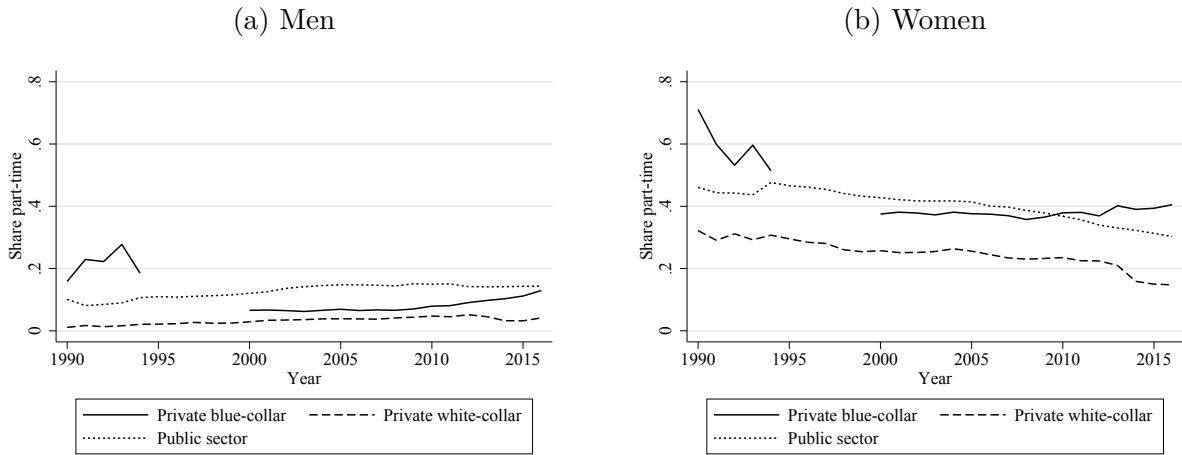 (a) Men
.8
.6
.4
.2
0
Share part-time
1990 1995 2000 2005 2010 2015
Year
Private blue-collar Private white-collar
Public sector
(b) Women
.8
.6
.4
.2
0
Share part-time
1990 1995 2000 2005 2010 2015
Year
Private blue-collar Private white-collar
Public sector